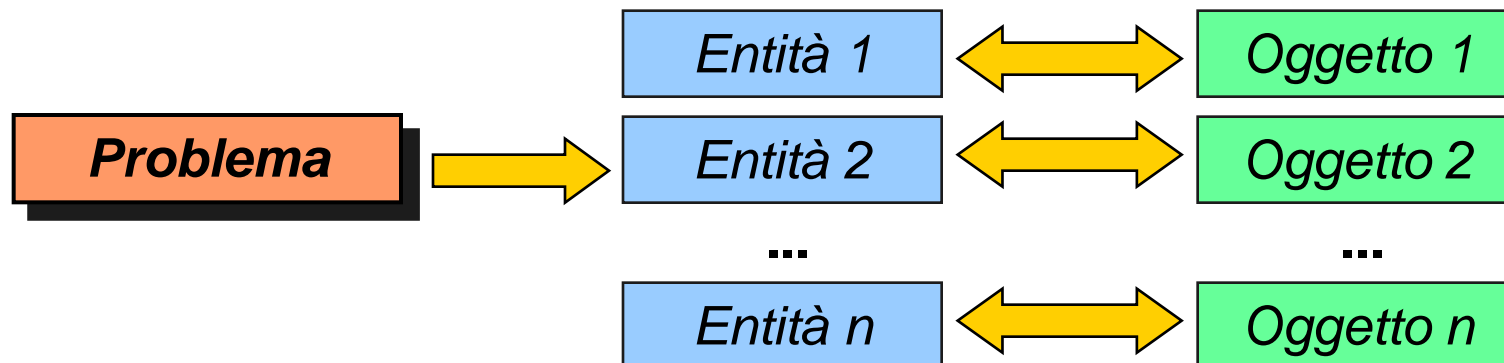 Entità 1 Oggetto 1
Problema Entità 2 Oggetto 2
... ...
Entità n Oggetto n